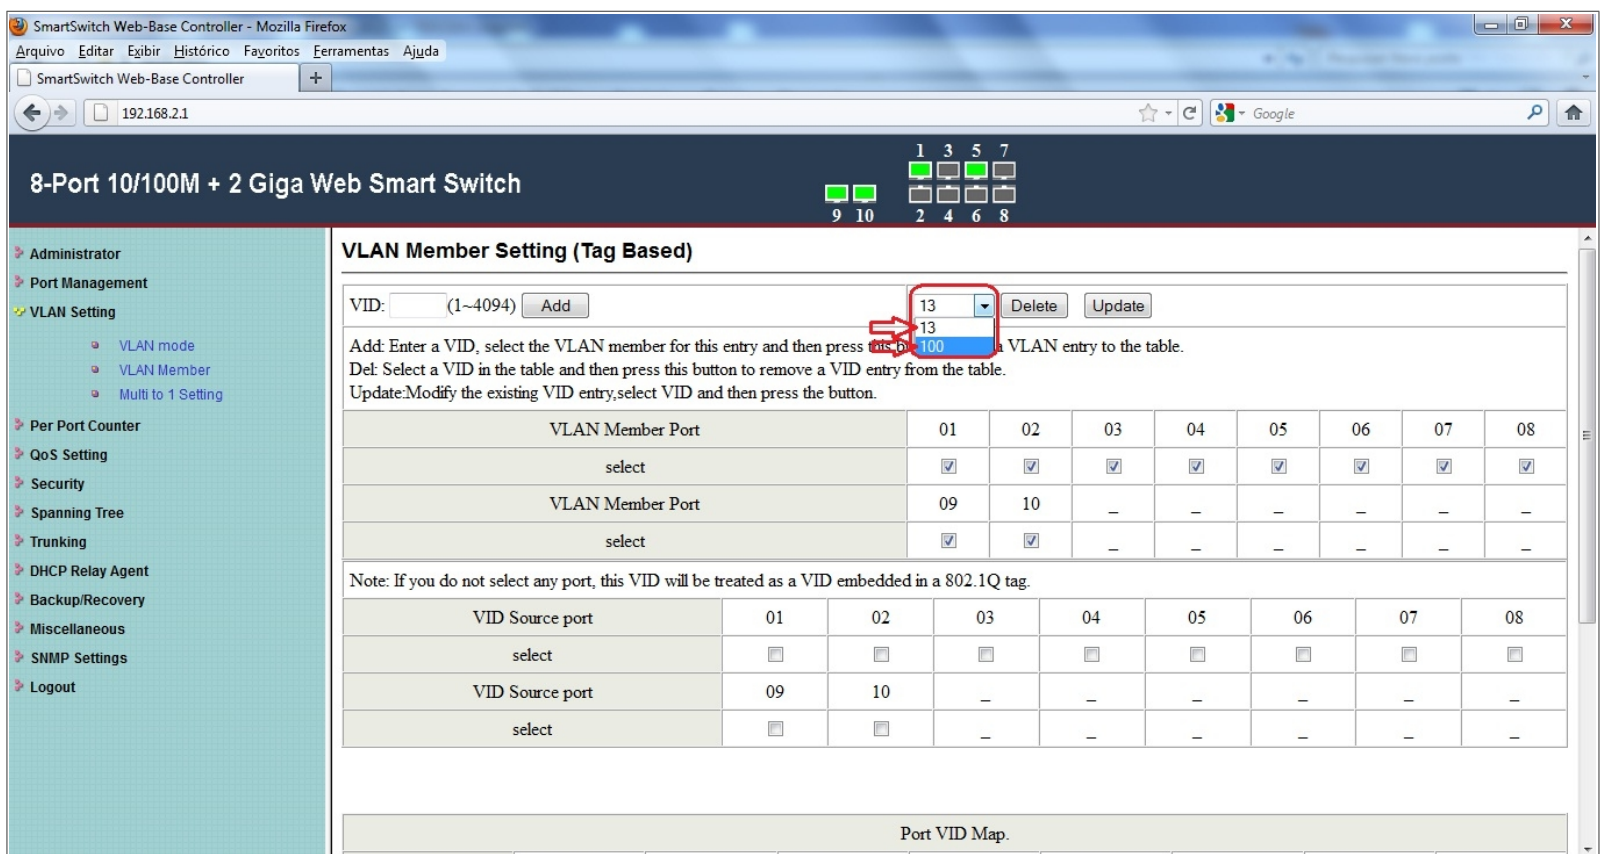 SmartSwitch Web-Base Controller - Mozilla Firefox
Arquivo Editar Exibir Histórico Favoritos Ferramentas Ajuda
SmartSwitch Web-Base Controller +
192.168.2.1 Google
8-Port 10/100M + 2 Giga Web Smart Switch
1 3 5 7
9 10 2 4 6 8
Administrator
Port Management
VLAN Setting
VLAN mode
VLAN Member
Multi to 1 Setting
Per Port Counter
QoS Setting
Security
Spanning Tree
Trunking
DHCP Relay Agent
Backup/Recovery
Miscellaneous
SNMP Settings
Logout
VLAN Member Setting (Tag Based)
VID: (1~4094) Add 13 Delete Update
13
100
Add: Enter a VID, select the VLAN member for this entry and then press this a VLAN entry to the table.
Del: Select a VID in the table and then press this button to remove a VID entry from the table.
Update:Modify the existing VID entry,select VID and then press the button.
VLAN Member Port 01 02 03 04 05 06 07 08
select
VLAN Member Port 09 10 _ _ _ _ _ _
select _ _ _ _ _ _
Note: If you do not select any port, this VID will be treated as a VID embedded in a 802.1Q tag.
VID Source port 01 02 03 04 05 06 07 08
select
VID Source port 09 10 _ _ _ _ _ _
select _ _ _ _ _ _
Port VID Map.